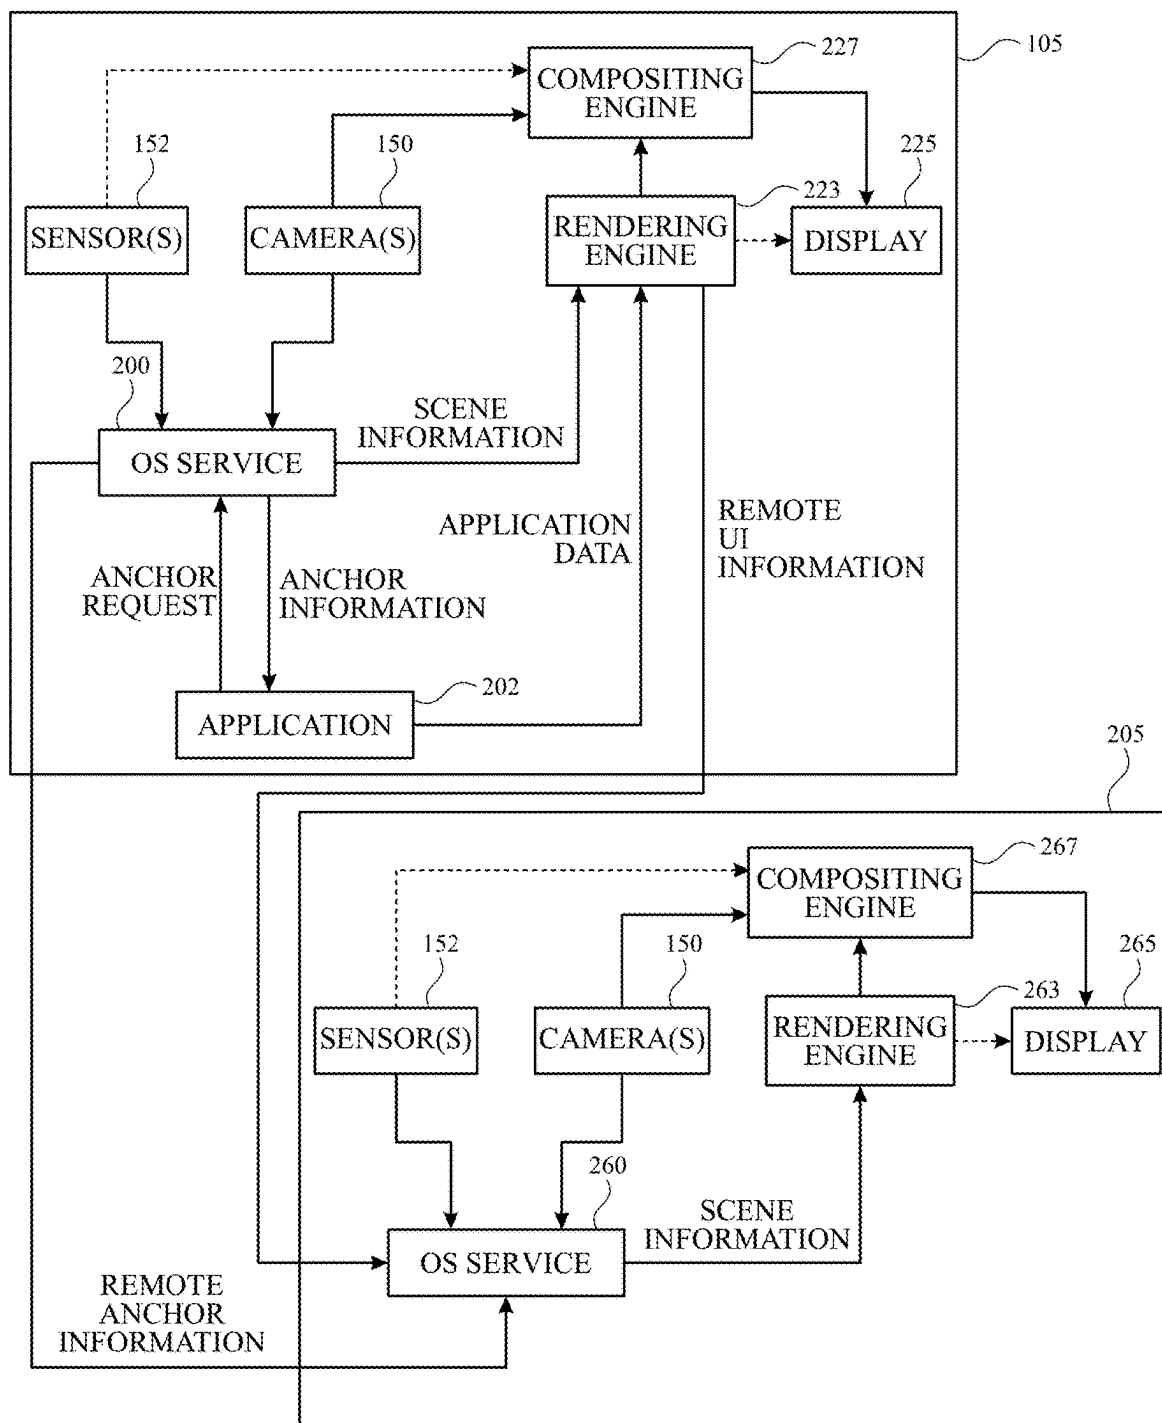 105
227
COMPOSITING
ENGINE
152
150
225
223
SENSOR(S)
CAMERA(S)
RENDERING
ENGINE
DISPLAY
200
SCENE
INFORMATION
OS SERVICE
APPLICATION
DATA
REMOTE
UI
INFORMATION
ANCHOR
REQUEST
ANCHOR
INFORMATION
202
APPLICATION
205
267
COMPOSITING
ENGINE
152
150
265
263
SENSOR(S)
CAMERA(S)
RENDERING
ENGINE
DISPLAY
260
SCENE
INFORMATION
OS SERVICE
REMOTE
ANCHOR
INFORMATION